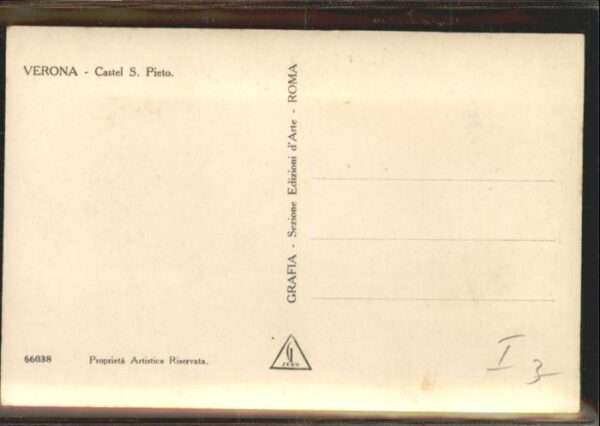 VERONA - Castel S. Pieto.
GRAFIA - Sezione Edizioni d'Arte - ROMA
66038 Proprietà Artistica Riservata.
I 3